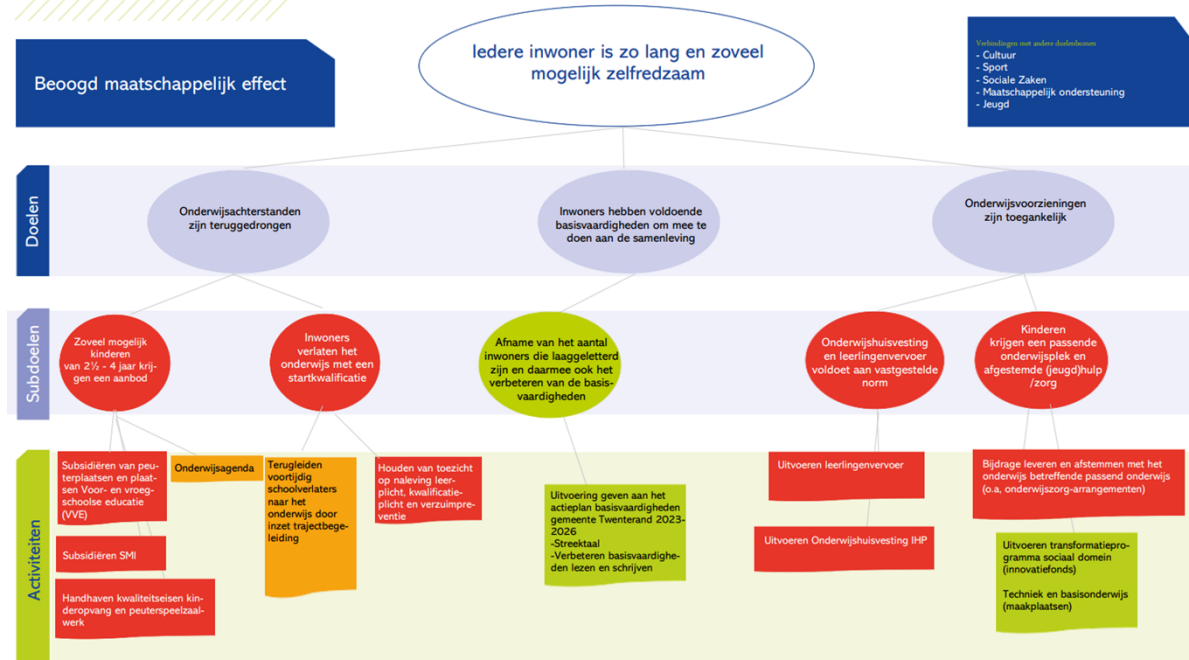 Beoogd maatschappelijk effect
Iedere inwoner is zo lang en zoveel
mogelijk zelfredzaam
Verbindingen met andere doelenbomen
- Cultuur
- Sport
- Sociale Zaken
- Maatschappelijk ondersteuning
- Jeugd
Doelen
Onderwijsachterstanden
zijn teruggedrongen
Inwoners hebben voldoende
basisvaardigheden om mee te
doen aan de samenleving
Onderwijsvoorzieningen
zijn toegankelijk
Subdoelen
Zoveel mogelijk
kinderen
van 2½ - 4 jaar krij-
gen een aanbod
Inwoners
verlaten het
onderwijs met een
startkwalificatie
Afname van het aantal
inwoners die laaggeletterd
zijn en daarmee ook het
verbeteren van de basis-
vaardigheden
Onderwijshuisvesting
en leerlingenvervoer
voldoet aan vastgestelde
norm
Kinderen
krijgen een passende
onderwijsplek en
afgestemde (jeugd)hulp
/zorg
Activiteiten
Subsidiëren van peu-
terplaatsen en plaat-
sen Voor- en vroeg-
schoolse educatie
(VVE)
Subsidiëren SMI
Handhaven kwaliteitseisen kin-
deropvang en peuterspeelzaal-
werk
Onderwijsagenda
Terugleiden
voortijdig
schoolverlaters
naar het
onderwijs door
inzet trajectbege-
leiding
Houden van toezicht
op naleving leer-
plicht, kwalificatie-
plicht en verzuimpre-
ventie
Uitvoering geven aan het
actieplan basisvaardigheden
gemeente Twenterand 2023-
2026
-Streektaal
-Verbeteren basisvaardighe-
den lezen en schrijven
Uitvoeren leerlingenvervoer
Uitvoeren Onderwijshuisvesting IHP
Bijdrage leveren en afstemmen met het
onderwijs betreffende passend onderwijs
(o.a, onderwijszorg-arrangementen)
Uitvoeren transformatiepro-
gramma sociaal domein
(innovatiefonds)
Techniek en basisonderwijs
(maakplaatsen)